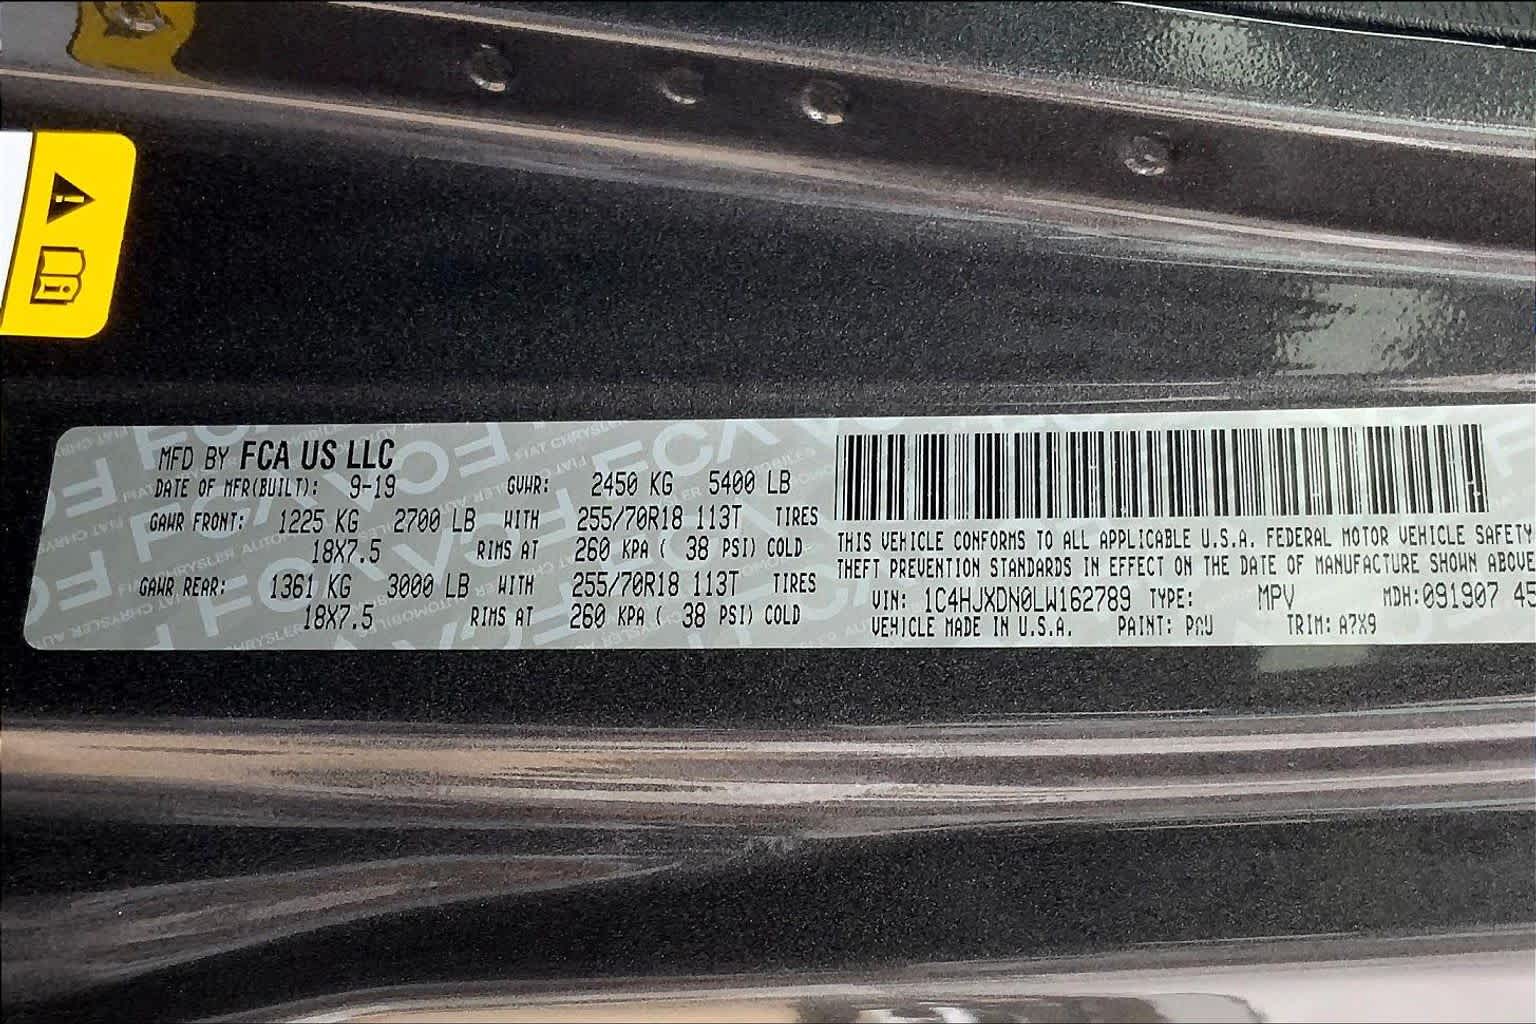 MFD BY FCA US LLC
DATE OF MFR(BUILT): 9-19 GVWR: 2450 KG 5400 LB
GAWR FRONT: 1225 KG 2700 LB WITH 255/70R18 113T TIRES
18X7.5 RIMS AT 260 KPA ( 38 PSI) COLD
GAWR REAR: 1361 KG 3000 LB WITH 255/70R18 113T TIRES
18X7.5 RIMS AT 260 KPA ( 38 PSI) COLD
THIS VEHICLE CONFORMS TO ALL APPLICABLE U.S.A. FEDERAL MOTOR VEHICLE SAFETY
THEFT PREVENTION STANDARDS IN EFFECT ON THE DATE OF MANUFACTURE SHOWN ABOVE
VIN: 1C4HJXDN0LW162789 TYPE: MPV MDH: 091907 45
VEHICLE MADE IN U.S.A. PAINT: PAU TRIM: A7X9